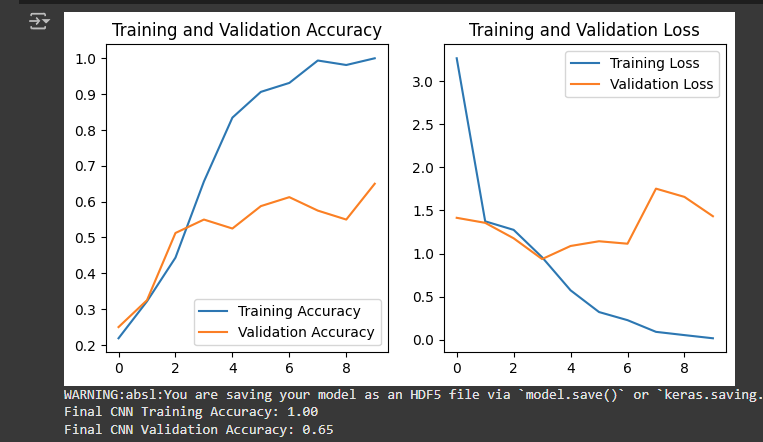 Training and Validation Accuracy
1.0
0.9
0.8
0.7
0.6
0.5
0.4
0.3
0.2
0
2
4
6
8
Training Accuracy
Validation Accuracy
Training and Validation Loss
3.0
2.5
2.0
1.5
1.0
0.5
0.0
0
2
4
6
8
Training Loss
Validation Loss
WARNING:absl:You are saving your model as an HDF5 file via `model.save()` or `keras.saving.
Final CNN Training Accuracy: 1.00
Final CNN Validation Accuracy: 0.65